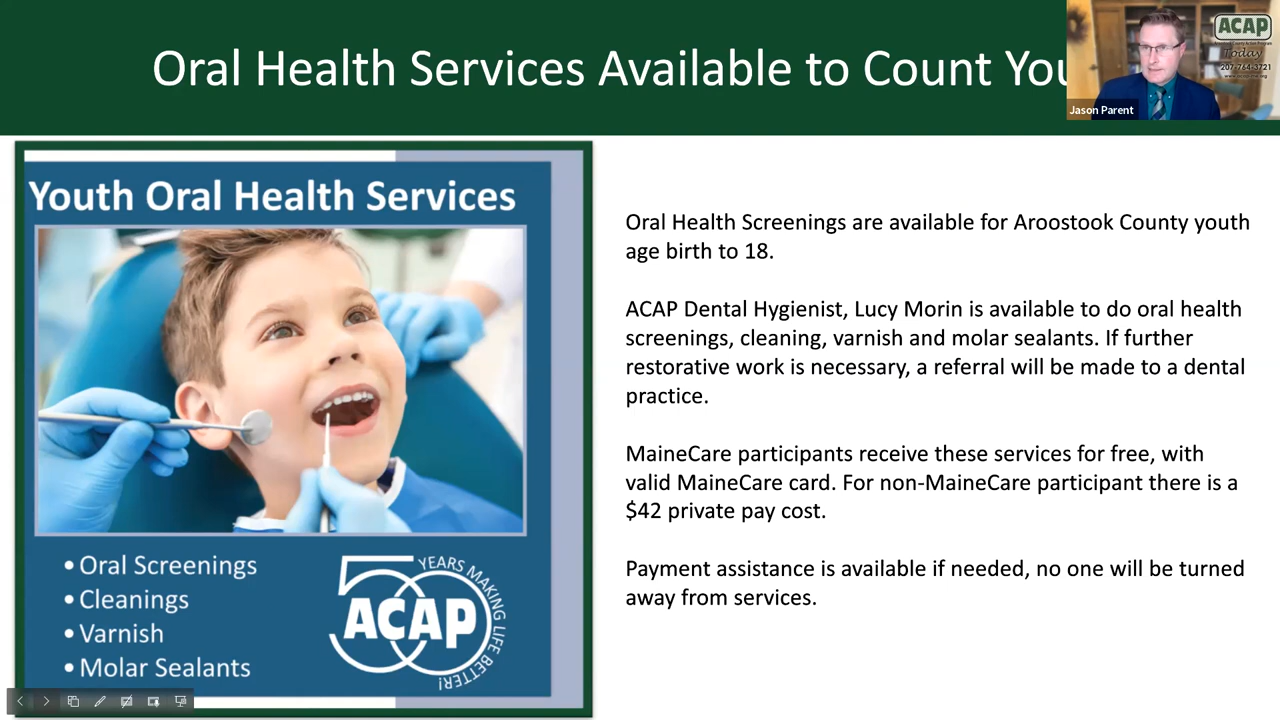 Oral Health Services Available to Count You
ACAP
Today
207-764-3721
Jason Parent
Youth Oral Health Services
• Oral Screenings
• Cleanings
• Varnish
• Molar Sealants
50 YEARS MAKING LIFE BETTER!
ACAP
Oral Health Screenings are available for Aroostook County youth
age birth to 18.
ACAP Dental Hygienist, Lucy Morin is available to do oral health
screenings, cleaning, varnish and molar sealants. If further
restorative work is necessary, a referral will be made to a dental
practice.
MaineCare participants receive these services for free, with
valid MaineCare card. For non-MaineCare participant there is a
$42 private pay cost.
Payment assistance is available if needed, no one will be turned
away from services.